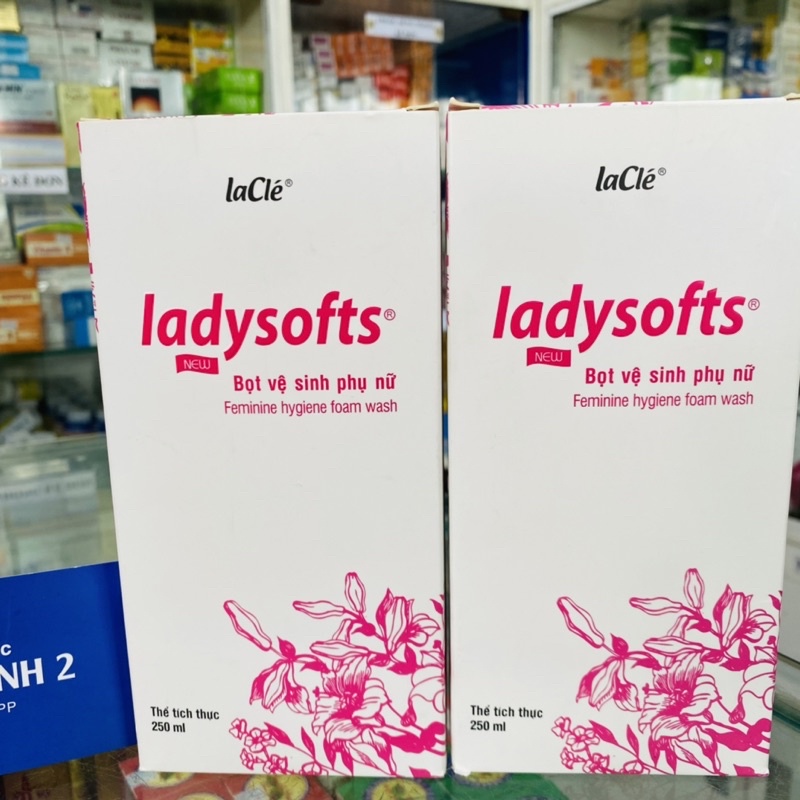 laClé®
ladysofts®
NEW
Bọt vệ sinh phụ nữ
Feminine hygiene foam wash
Thể tích thực
250 ml
laClé®
ladysofts®
NEW
Bọt vệ sinh phụ nữ
Feminine hygiene foam wash
Thể tích thực
250 ml
C
NH 2
PP